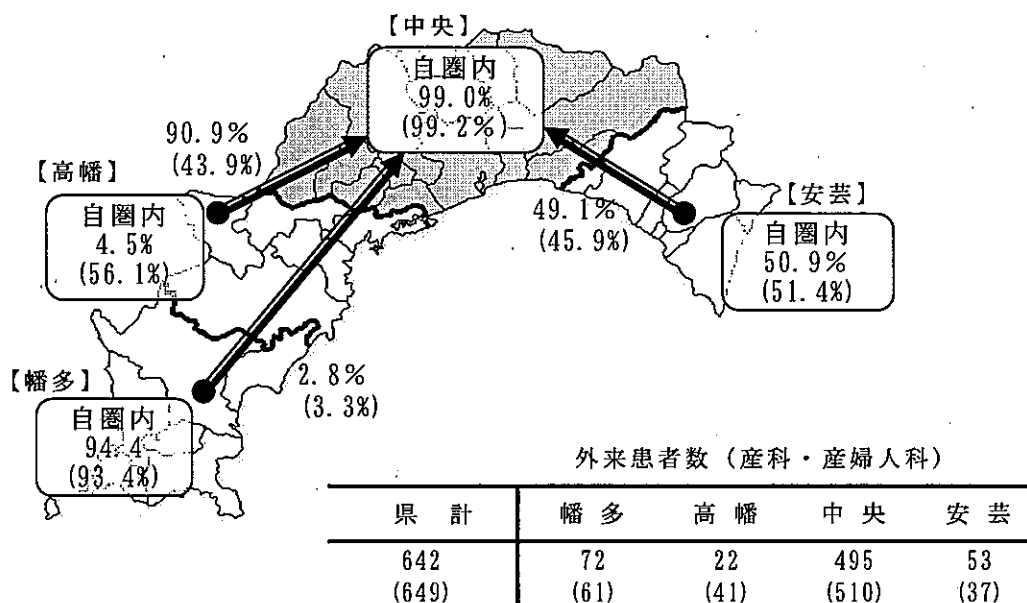 【中央】
自圏内
99.0%
(99.2%)
90.9%
(43.9%)
【高幡】
自圏内
4.5%
(56.1%)
49.1%
(45.9%)
【安芸】
自圏内
50.9%
(51.4%)
【幡多】
自圏内
94.4
(93.4%)
2.8%
(3.3%)
外来患者数（産科・産婦人科）
県計 幡多 高幡 中央 安芸
642 72 22 495 53
(649) (61) (41) (510) (37)